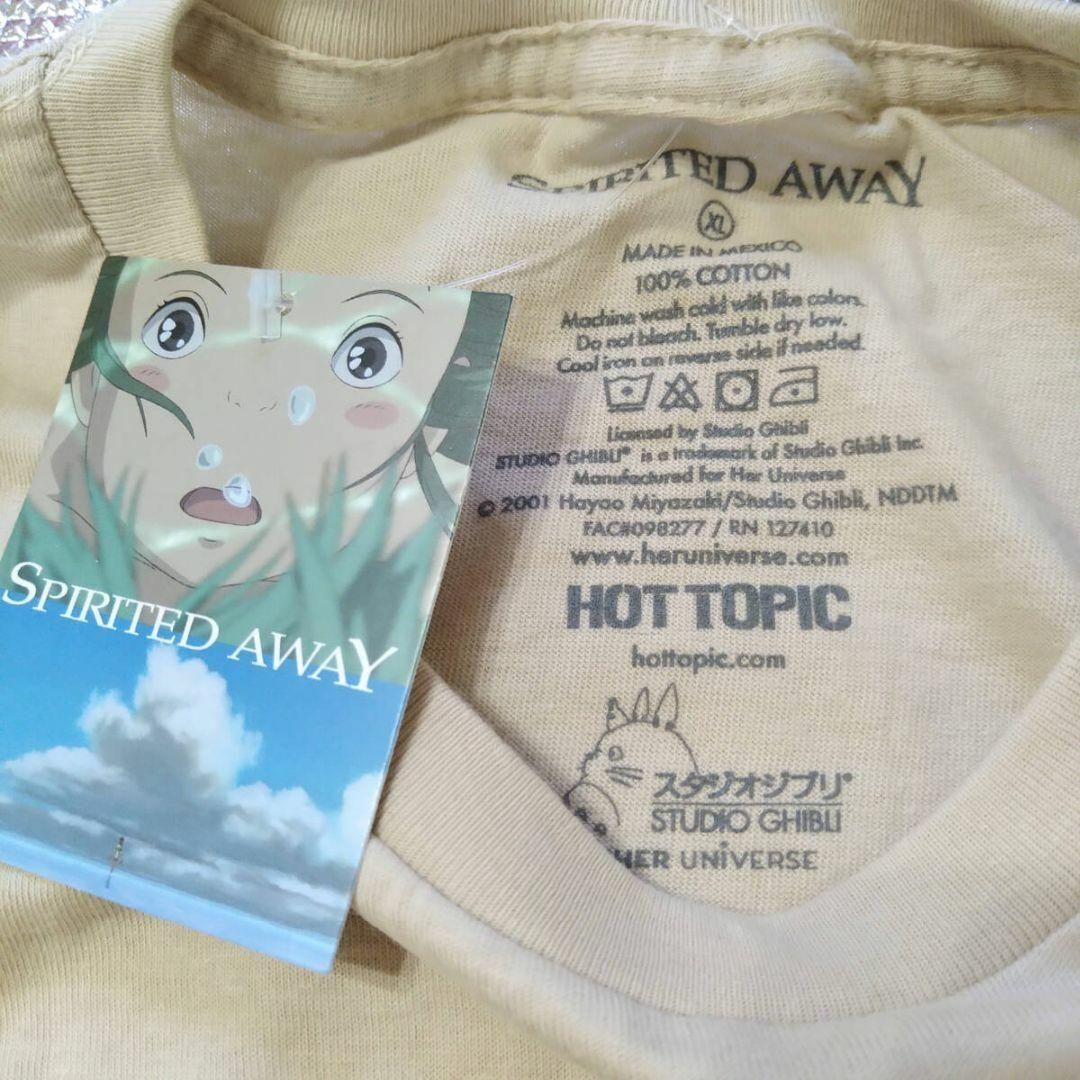 SPIRITED AWAY
SPIRITED AWAY
XL
MADE IN MEXICO
100% COTTON
Machine wash cold with like colors.
Do not bleach. Tumble dry low.
Cool iron on reverse side if needed.
Licensed by Studio Ghibli
STUDIO GHIBLI® is a trademark of Studio Ghibli Inc.
Manufactured for Her Universe
© 2001 Hayao Miyazaki/Studio Ghibli, NDDTM
FAC#098277 / RN 127410
www.heruniverse.com
HOT TOPIC
hottopic.com
スタジオジブリ®
STUDIO GHIBLI
HER UNIVERSE